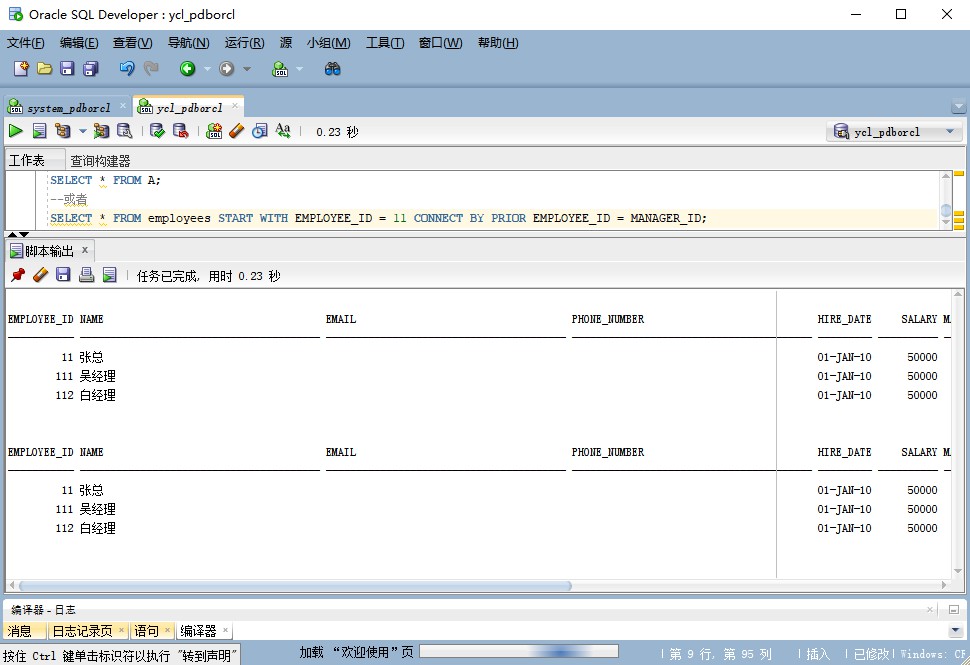 Oracle SQL Developer : ycl_pdborcl
文件(F) 编辑(E) 查看(V) 导航(N) 运行(R) 源 小组(M) 工具(T) 窗口(W) 帮助(H)
system_pdborcl ycl_pdborcl
0.23 秒 ycl_pdborcl
工作表 查询构建器
SELECT * FROM A;
--或者
SELECT * FROM employees START WITH EMPLOYEE_ID = 11 CONNECT BY PRIOR EMPLOYEE_ID = MANAGER_ID;
脚本输出 x
任务已完成, 用时 0.23 秒
EMPLOYEE_ID NAME EMAIL PHONE_NUMBER HIRE_DATE SALARY
11 张总 01-JAN-10 50000
111 吴经理 01-JAN-10 50000
112 白经理 01-JAN-10 50000
EMPLOYEE_ID NAME EMAIL PHONE_NUMBER HIRE_DATE SALARY
11 张总 01-JAN-10 50000
111 吴经理 01-JAN-10 50000
112 白经理 01-JAN-10 50000
编译器 - 日志
消息 日志记录页 语句 编译器
按住 Ctrl 键单击标识符以执行 "转到声明" 加载 “欢迎使用”页 第 9 行, 第 95 列 插入 已修改 Windows: